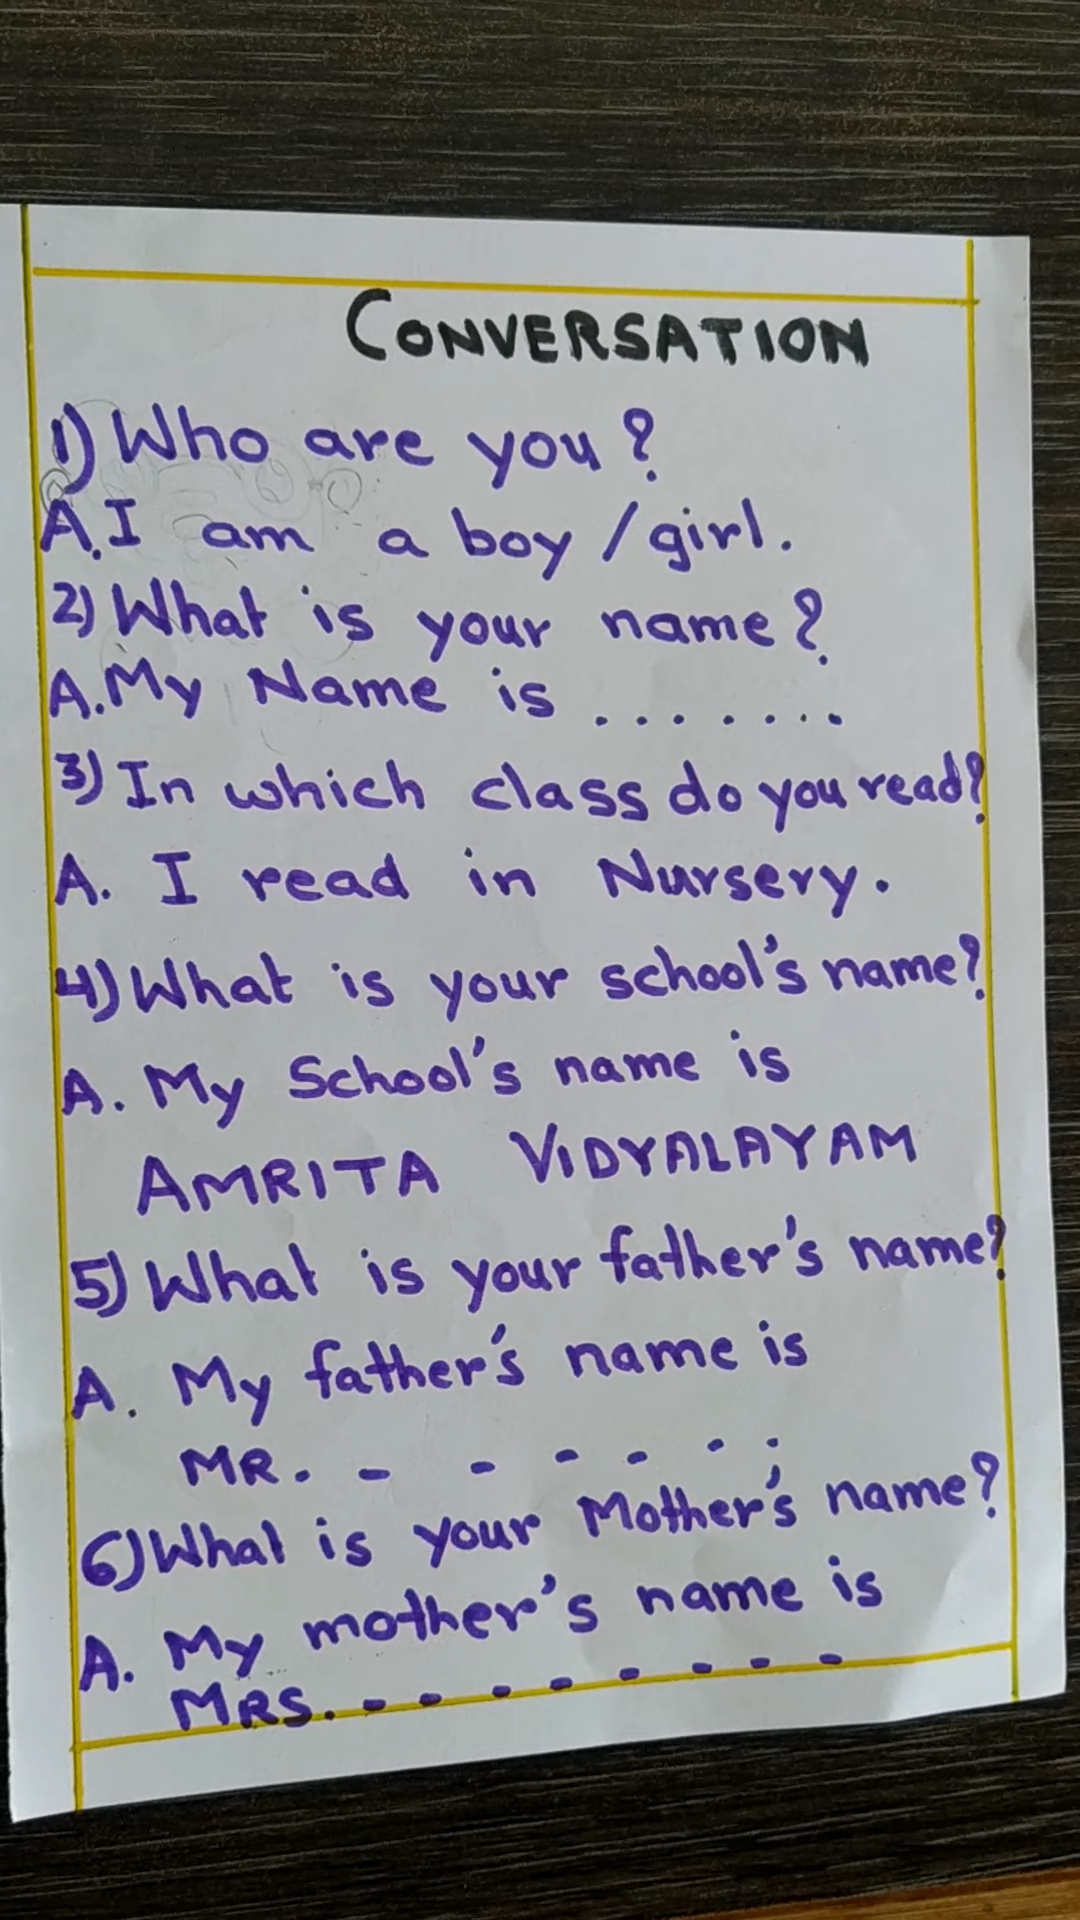 CONVERSATION
1) Who are you?
A. I am a boy / girl.
2) What is your name?
A. My Name is .......
3) In which class do you read?
A. I read in Nursery.
4) What is your school's name?
A. My School's name is
AMRITA VIDYALAYAM
5) What is your father's name?
A. My father's name is
MR. - - - - - -
6) What is your Mother's name?
A. My mother's name is
MRS. - - - - - - - -